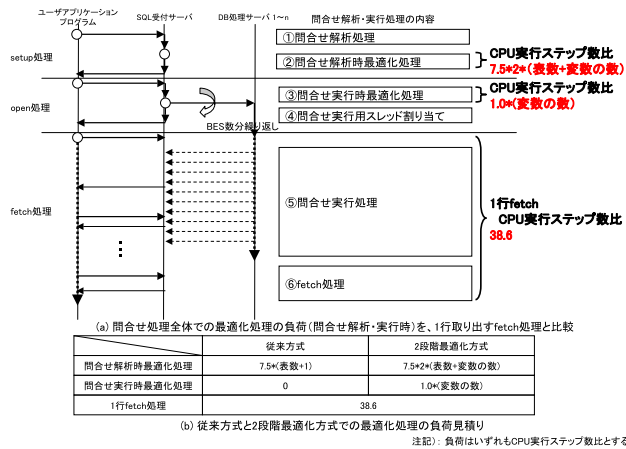 ユーザアプリケーション
プログラム
SQL受付サーバ
DB処理サーバ 1～n
問合せ解析・実行処理の内容
①問合せ解析処理
setup処理
②問合せ解析時最適化処理
CPU実行ステップ数比
7.5*2*(表数+変数の数)
open処理
③問合せ実行時最適化処理
CPU実行ステップ数比
1.0*(変数の数)
④問合せ実行用スレッド割り当て
BES数分繰り返し
fetch処理
⑤問合せ実行処理
1行fetch
CPU実行ステップ数比
38.6
⑥fetch処理
(a) 問合せ処理全体での最適化処理の負荷(問合せ解析・実行時)を、1行取り出すfetch処理と比較
従来方式
2段階最適化方式
問合せ解析時最適化処理
7.5*(表数+1)
7.5*2*(表数+変数の数)
問合せ実行時最適化処理
0
1.0*(変数の数)
1行fetch処理
38.6
(b) 従来方式と2段階最適化方式での最適化処理の負荷見積り
注記): 負荷はいずれもCPU実行ステップ数比とする